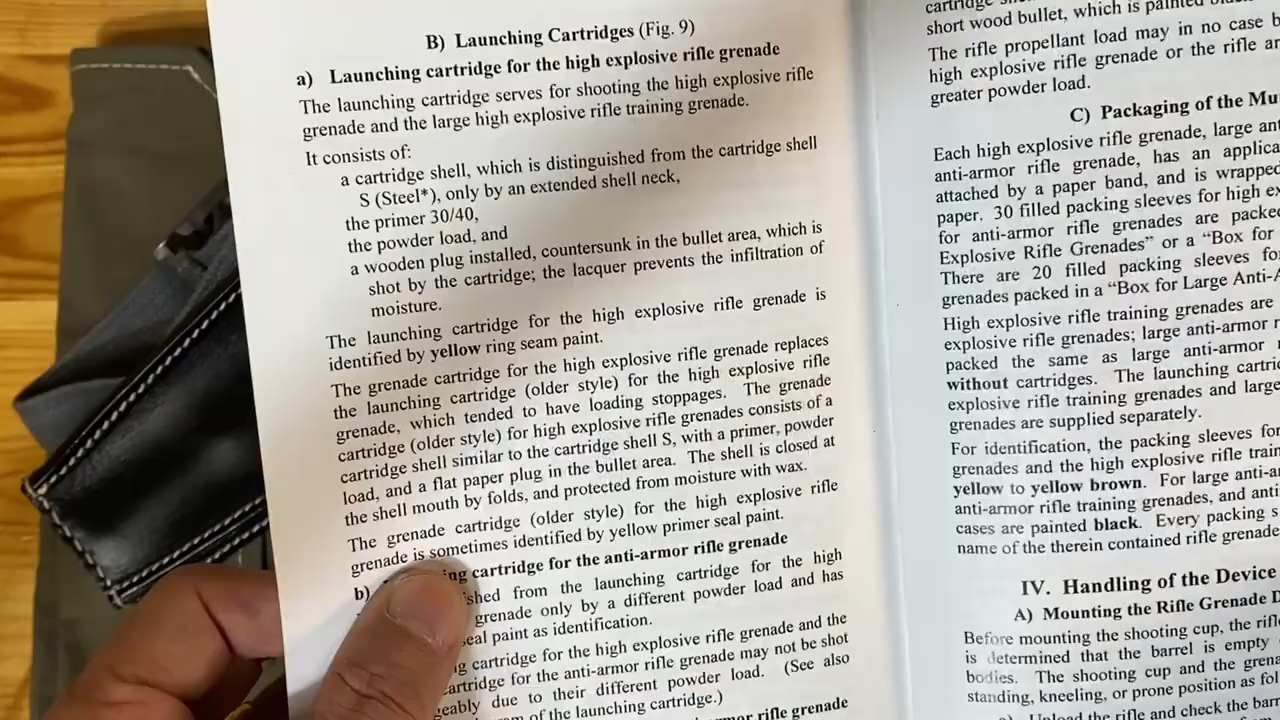 B) Launching Cartridges (Fig. 9)
a) Launching cartridge for the high explosive rifle grenade
The launching cartridge serves for shooting the high explosive rifle
grenade and the large high explosive rifle training grenade.
It consists of:
a cartridge shell, which is distinguished from the cartridge shell
S (Steel*), only by an extended shell neck,
the primer 30/40,
the powder load, and
a wooden plug installed, countersunk in the bullet area, which is
shot by the cartridge; the lacquer prevents the infiltration of
moisture.
The launching cartridge for the high explosive rifle grenade is
identified by yellow ring seam paint.
The grenade cartridge for the high explosive rifle grenade replaces
the launching cartridge (older style) for the high explosive rifle
grenade, which tended to have loading stoppages. The grenade
cartridge (older style) for high explosive rifle grenades consists of a
cartridge shell similar to the cartridge shell S, with a primer, powder
load, and a flat paper plug in the bullet area. The shell is closed at
the shell mouth by folds, and protected from moisture with wax.
The grenade cartridge (older style) for the high explosive rifle
grenade is sometimes identified by yellow primer seal paint.
b) cartridge for the anti-armor rifle grenade
from the launching cartridge for the high
grenade only by a different powder load and has
paint as identification.
cartridge for the high explosive rifle grenade and the
for the anti-armor rifle grenade may not be shot
due to their different powder load. (See also
of the launching cartridge.)
rifle grenade
short wood bullet, which is painted
The rifle propellant load may in no case
high explosive rifle grenade or the rifle
greater powder load.
C) Packaging of the
Each high explosive rifle grenade, large
anti-armor rifle grenade, has an
attached by a paper band, and is wrapped
paper. 30 filled packing sleeves for high
for anti-armor rifle grenades are
Explosive Rifle Grenades" or a "Box for
There are 20 filled packing sleeves
grenades packed in a "Box for Large
High explosive rifle training grenades are
explosive rifle grenades; large anti-armor
packed the same as large anti-armor
without cartridges. The launching
explosive rifle training grenades and large
grenades are supplied separately.
For identification, the packing sleeves for
grenades and the high explosive rifle
yellow to yellow brown. For large
anti-armor rifle training grenades, and
cases are painted black. Every packing
name of the therein contained rifle grenade
IV. Handling of the Device
A) Mounting the Rifle Grenade
Before mounting the shooting cup, the
is determined that the barrel is empty
bodies. The shooting cup and the
standing, kneeling, or prone position as
a) Unload the rifle and check the